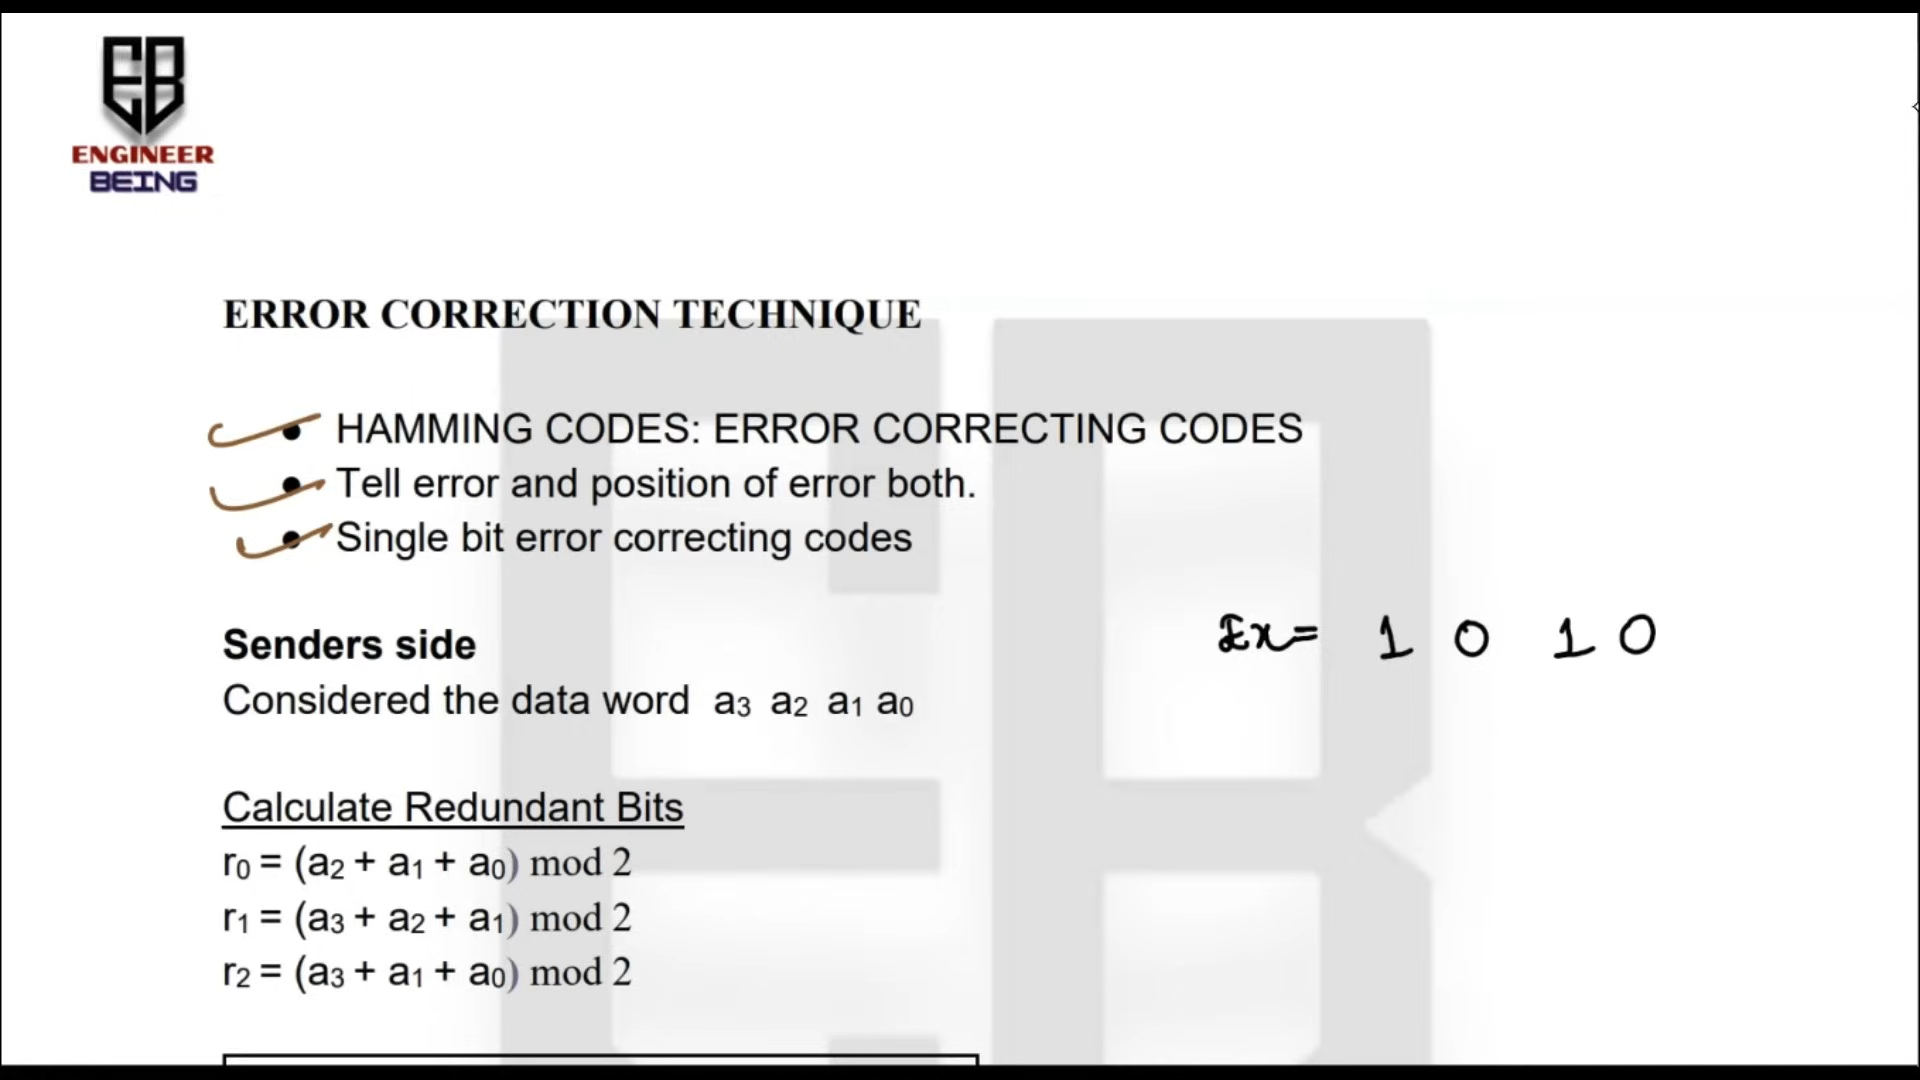 EB
ENGINEER
BEING
ERROR CORRECTION TECHNIQUE
• HAMMING CODES: ERROR CORRECTING CODES
• Tell error and position of error both.
• Single bit error correcting codes
Senders side
Ex= 1 0 1 0
Considered the data word a₃ a₂ a₁ a₀
Calculate Redundant Bits
r₀ = (a₂ + a₁ + a₀) mod 2
r₁ = (a₃ + a₂ + a₁) mod 2
r₂ = (a₃ + a₁ + a₀) mod 2